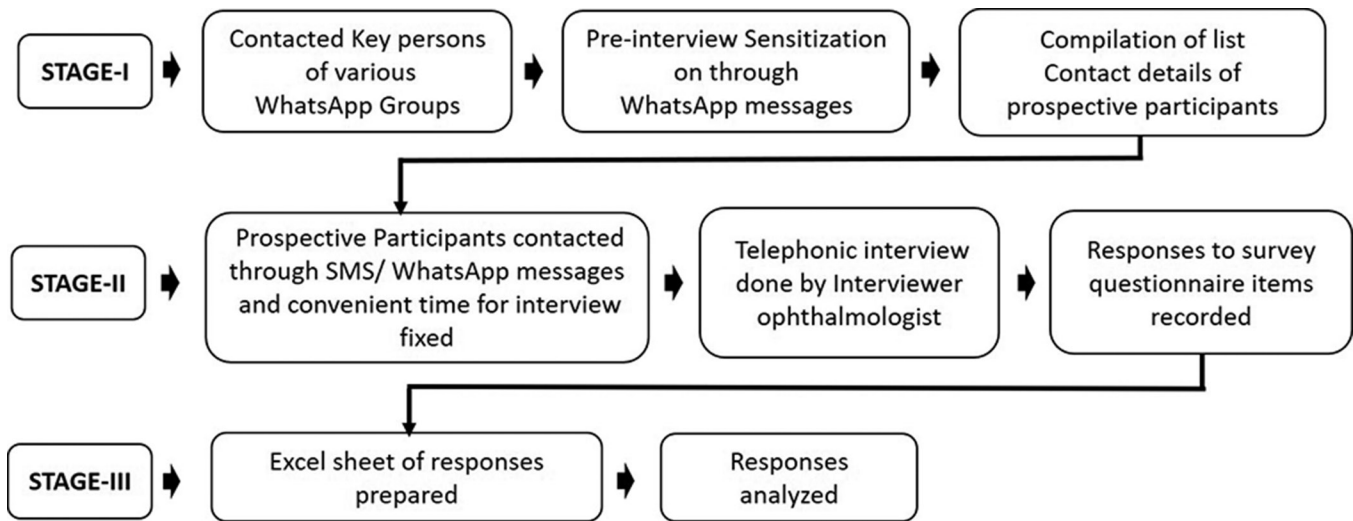 STAGE-I
Contacted Key persons
of various
WhatsApp Groups
Pre-interview Sensitization
on through
WhatsApp messages
Compilation of list
Contact details of
prospective participants
STAGE-II
Prospective Participants contacted
through SMS/ WhatsApp messages
and convenient time for interview
fixed
Telephonic interview
done by Interviewer
ophthalmologist
Responses to survey
questionnaire items
recorded
STAGE-III
Excel sheet of responses
prepared
Responses
analyzed